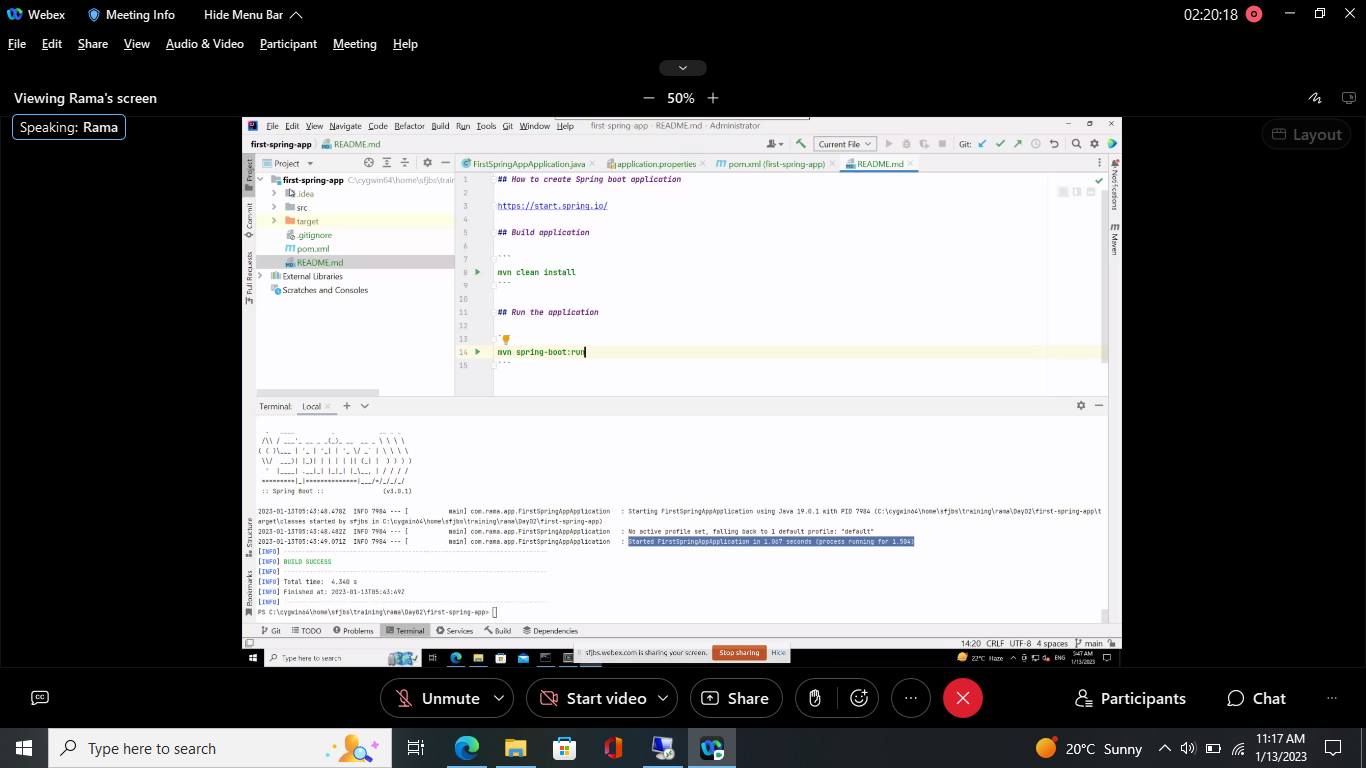 Webex Meeting Info Hide Menu Bar 02:20:18
File Edit Share View Audio & Video Participant Meeting Help
Viewing Rama's screen 50%
Speaking: Rama
Layout
File Edit View Navigate Code Refactor Build Run Tools Git Window Help first-spring-app - README.md - Administrator
first-spring-app README.md Current File Git:
Project FirstSpringAppApplication.java application.properties pom.xml (first-spring-app) README.md
first-spring-app C:\cygwin64\home\sfjbs\train
.idea
src
target
.gitignore
pom.xml
README.md
External Libraries
Scratches and Consoles
Project
Commit
Pull Requests
Structure
Bookmarks
Notifications
Maven
1 ## How to create Spring boot application
2
3 https://start.spring.io/
4
5 ## Build application
6
7 ```
8 mvn clean install
9 ```
10
11 ## Run the application
12
13 `
14 mvn spring-boot:run
15 ```
Terminal: Local
:: Spring Boot :: (v3.0.1)
2023-01-13T05:43:48.478Z INFO 7984 --- [ main] com.rama.app.FirstSpringAppApplication : Starting FirstSpringAppApplication using Java 19.0.1 with PID 7984 (C:\cygwin64\home\sfjbs\training\rama\Day02\first-spring-app\t
arget\classes started by sfjbs in C:\cygwin64\home\sfjbs\training\rama\Day02\first-spring-app)
2023-01-13T05:43:48.482Z INFO 7984 --- [ main] com.rama.app.FirstSpringAppApplication : No active profile set, falling back to 1 default profile: "default"
2023-01-13T05:43:49.071Z INFO 7984 --- [ main] com.rama.app.FirstSpringAppApplication : Started FirstSpringAppApplication in 1.067 seconds (process running for 1.504)
[INFO] ------------------------------------------------------------------------
[INFO] BUILD SUCCESS
[INFO] ------------------------------------------------------------------------
[INFO] Total time: 4.340 s
[INFO] Finished at: 2023-01-13T05:43:49Z
[INFO] ------------------------------------------------------------------------
PS C:\cygwin64\home\sfjbs\training\rama\Day02\first-spring-app>
Git TODO Problems Terminal Services Build Dependencies
14:20 CRLF UTF-8 4 spaces main
Type here to search sfjbs.webex.com is sharing your screen. Stop sharing Hide 22°C Haze ENG 5:47 AM
1/13/2023
CC Unmute Start video Share Participants Chat
Type here to search 20°C Sunny 11:17 AM
1/13/2023